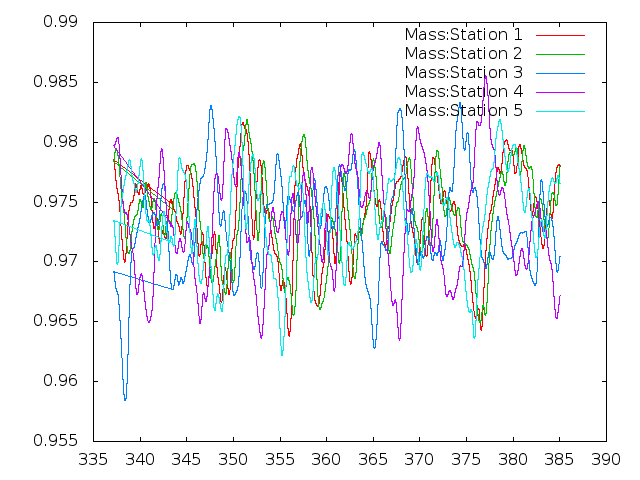 0.99
0.985
0.98
0.975
0.97
0.965
0.96
0.955
335 340 345 350 355 360 365 370 375 380 385 390
Mass:Station 1
Mass:Station 2
Mass:Station 3
Mass:Station 4
Mass:Station 5